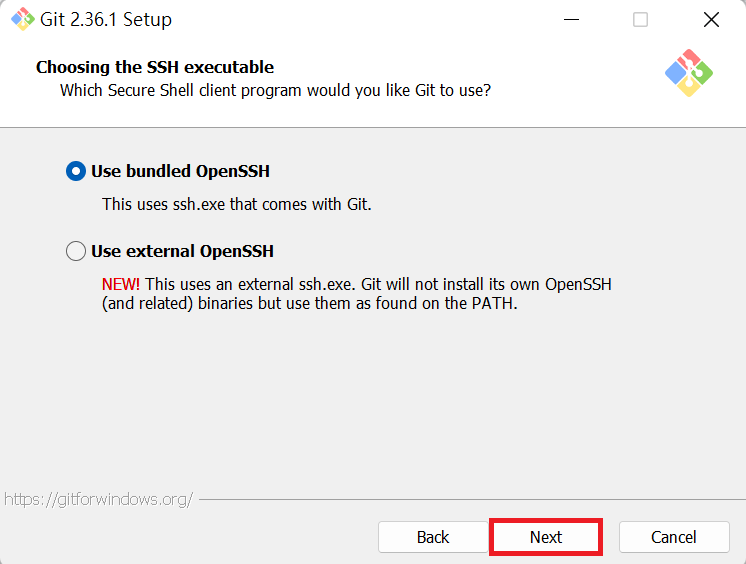 Git 2.36.1 Setup
Choosing the SSH executable
Which Secure Shell client program would you like Git to use?
Use bundled OpenSSH
This uses ssh.exe that comes with Git.
Use external OpenSSH
NEW! This uses an external ssh.exe. Git will not install its own OpenSSH
(and related) binaries but use them as found on the PATH.
https://gitforwindows.org/
Back Next Cancel